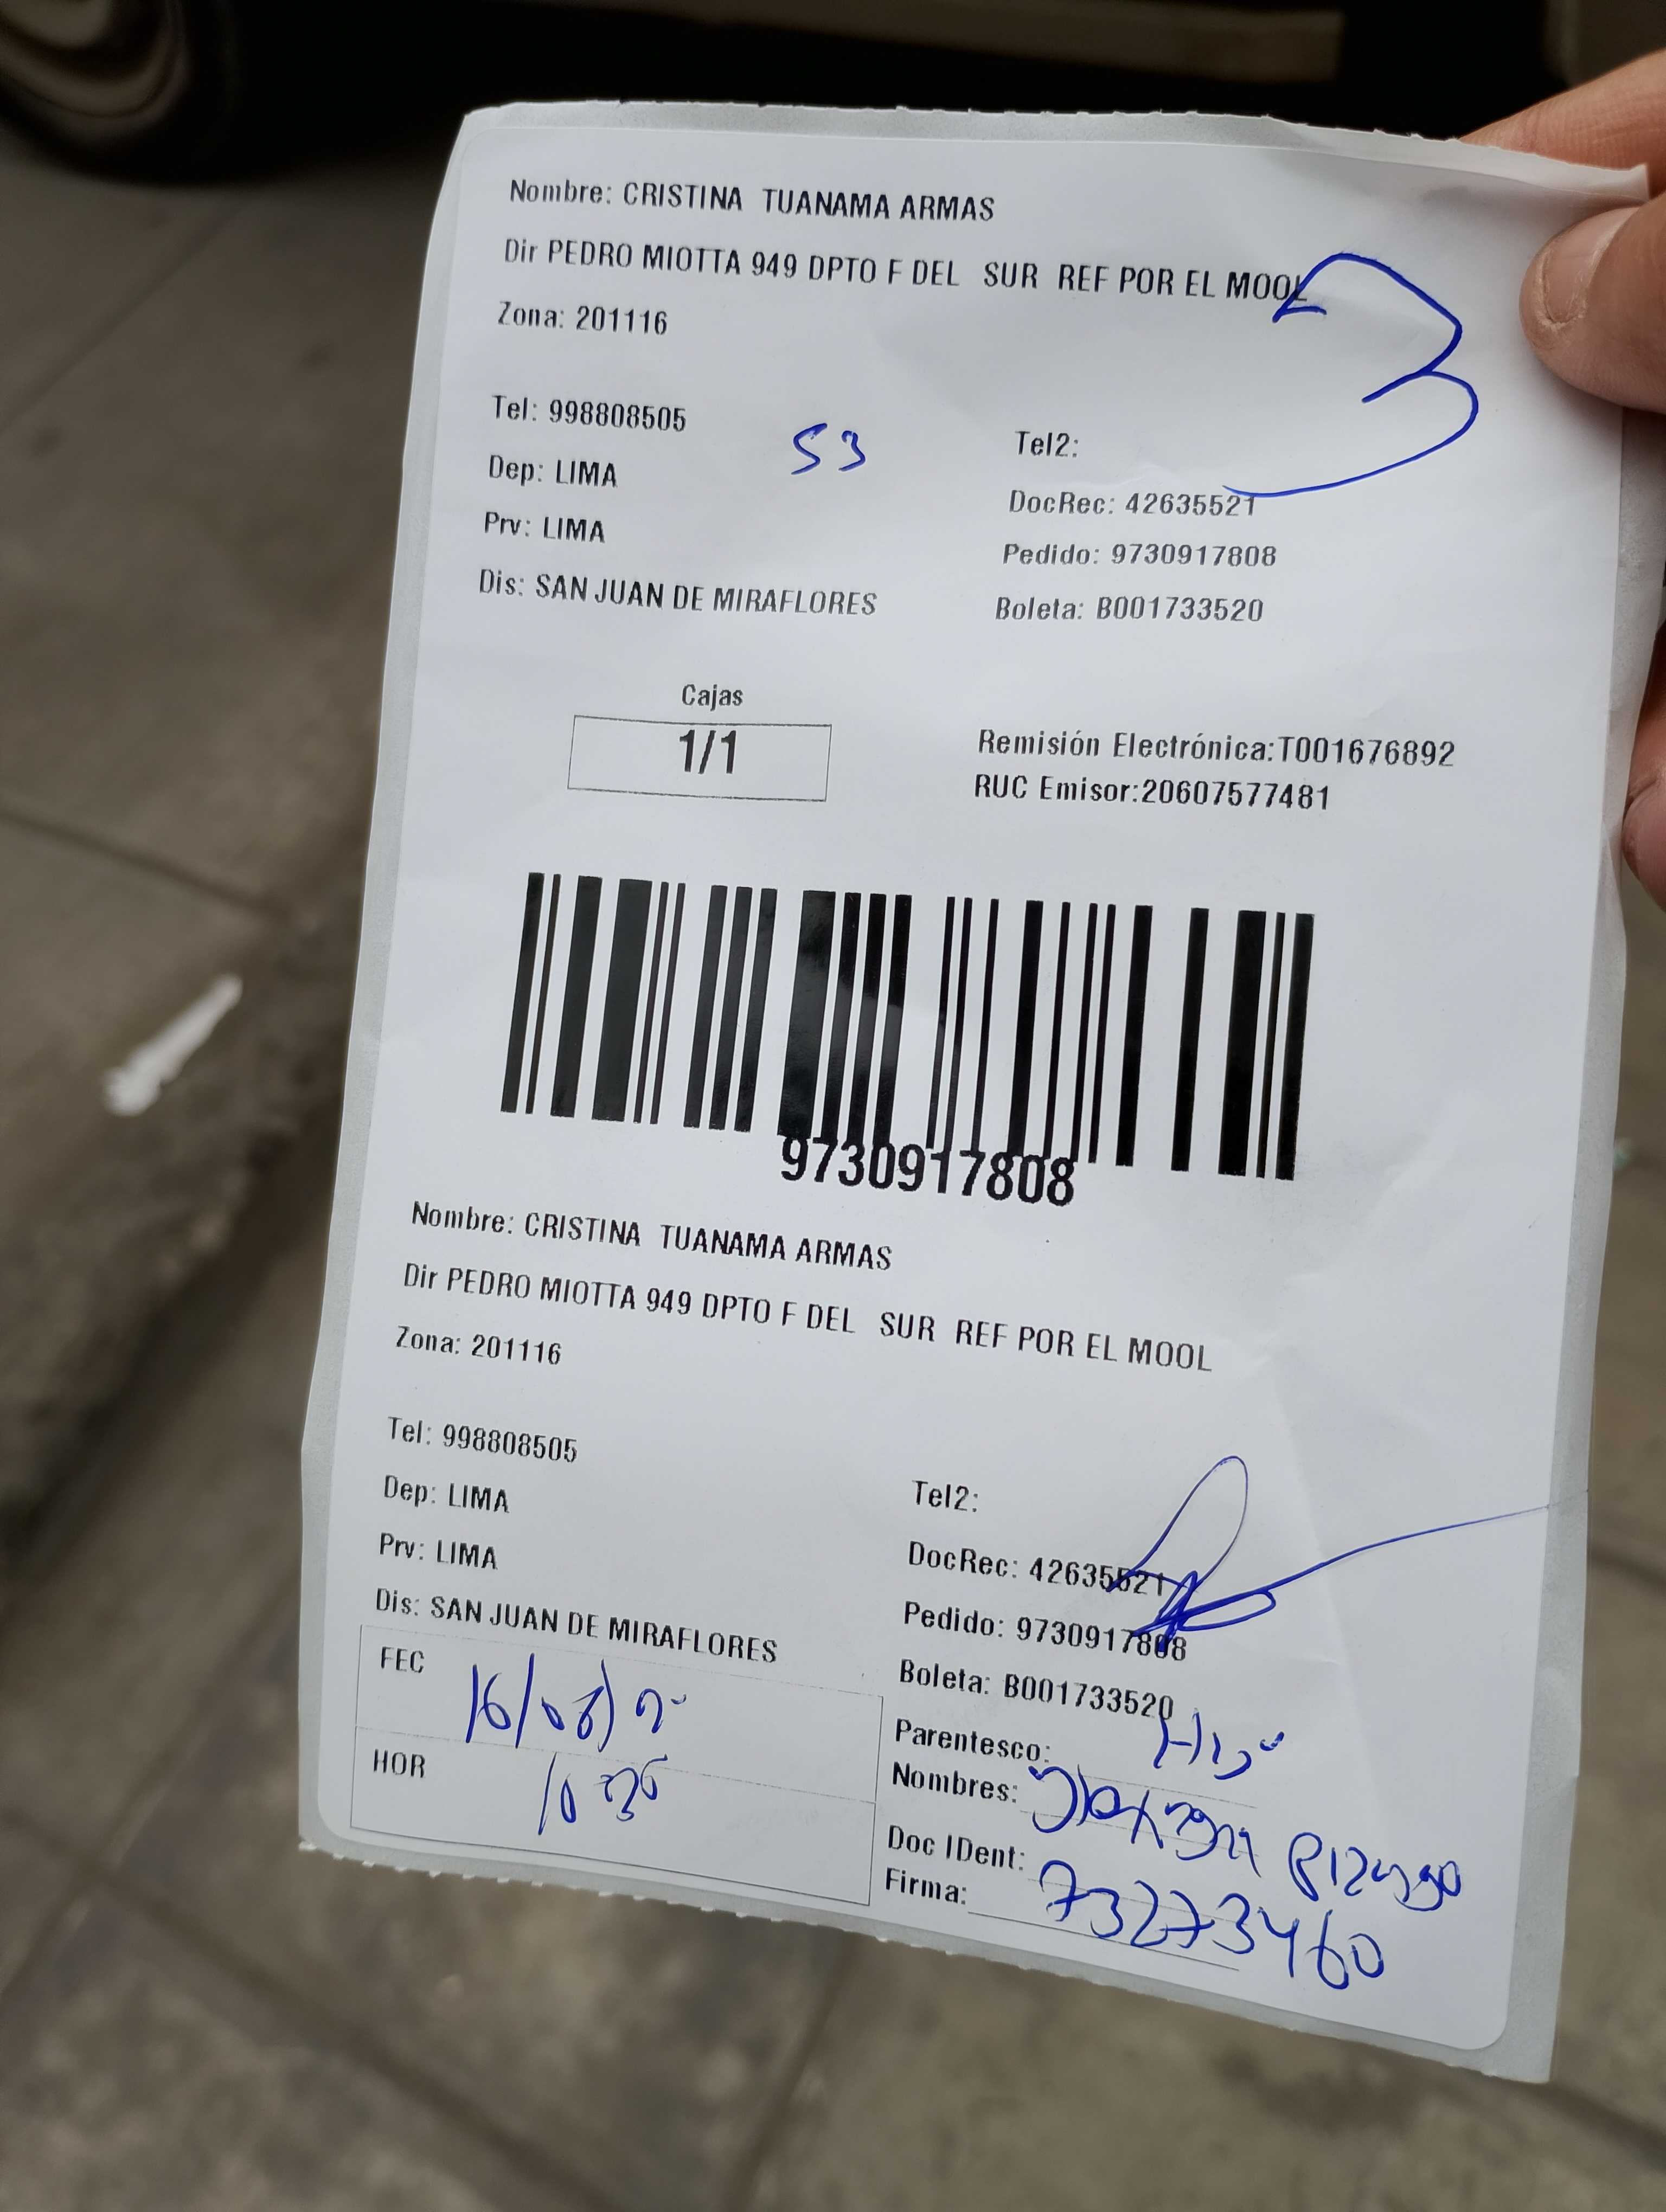 Nombre: CRISTINA TUANAMA ARMAS
Dir PEDRO MIOTTA 949 DPTO F DEL SUR REF POR EL MOOL
Zona: 201116
3
Tel: 998808505
53
Tel2:
Dep: LIMA
DocRec: 42635521
Prv: LIMA
Pedido: 9730917808
Dis: SAN JUAN DE MIRAFLORES
Boleta: B001733520
Cajas
1/1
Remisión Electrónica:T001676892
RUC Emisor:20607577481
9730917808
Nombre: CRISTINA TUANAMA ARMAS
Dir PEDRO MIOTTA 949 DPTO F DEL SUR REF POR EL MOOL
Zona: 201116
Tel: 998808505
Tel2:
Dep: LIMA
DocRec: 42635521
Prv: LIMA
Pedido: 9730917808
Dis: SAN JUAN DE MIRAFLORES
Boleta: B001733520
FEC
Parentesco: Hijo
HOR
Nombres:
Doc IDent: 73273460
Firma: